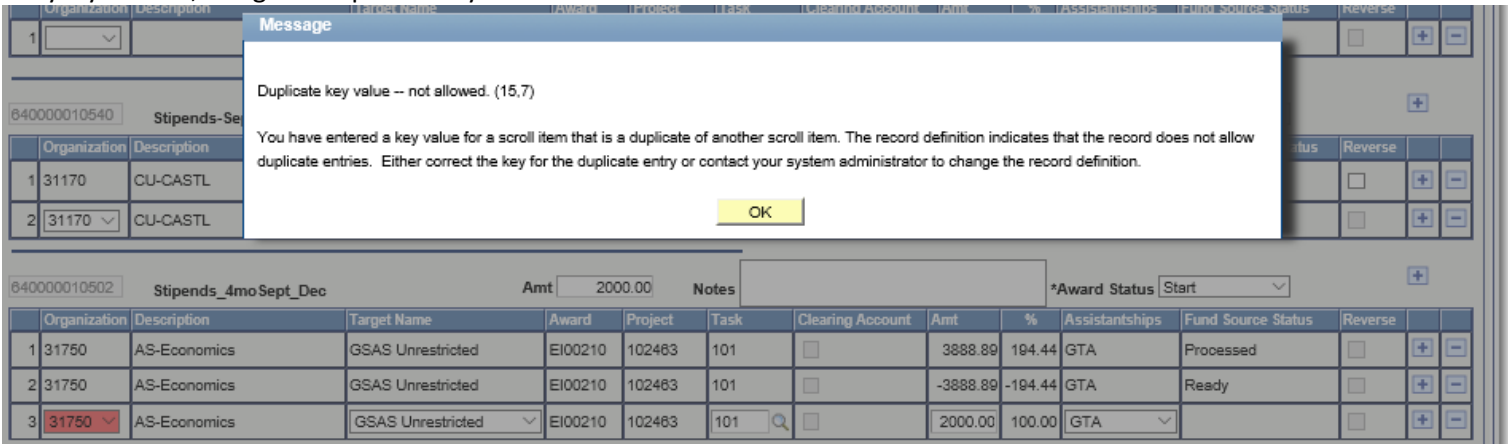 Organization Description Target Name Award Project Task Clearing Account Amt % Assistantships Fund Source Status Reverse
Message
1
Duplicate key value -- not allowed. (15,7)
640000010540 Stipends-Se
You have entered a key value for a scroll item that is a duplicate of another scroll item. The record definition indicates that the record does not allow
duplicate entries. Either correct the key for the duplicate entry or contact your system administrator to change the record definition.
Organization Description atus Reverse
1 31170 CU-CASTL
OK
2 31170 CU-CASTL
640000010502 Stipends_4moSept_Dec Amt 2000.00 Notes *Award Status Start
Organization Description Target Name Award Project Task Clearing Account Amt % Assistantships Fund Source Status Reverse
1 31750 AS-Economics GSAS Unrestricted EI00210 102463 101 3888.89 194.44 GTA Processed
2 31750 AS-Economics GSAS Unrestricted EI00210 102463 101 -3888.89 -194.44 GTA Ready
3 31750 AS-Economics GSAS Unrestricted EI00210 102463 101 2000.00 100.00 GTA